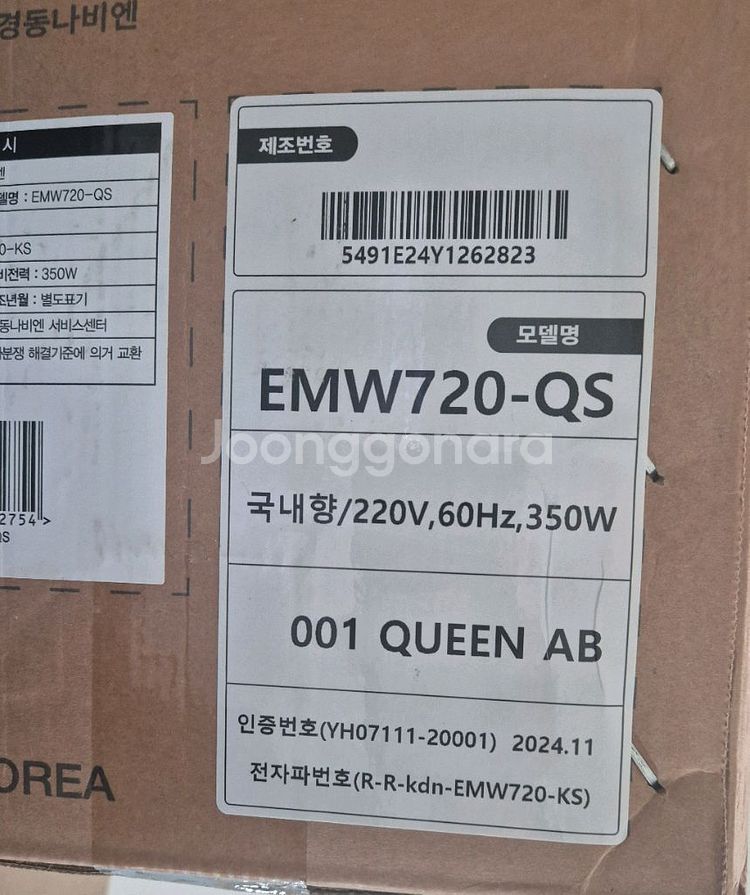 경동나비엔
시
엔
델명 : EMW720-QS
0-KS
비전력 : 350W
조년월 : 별도표기
동나비엔 서비스센터
분쟁 해결기준에 의거 교환
2754>
QS
제조번호
5491E24Y1262823
모델명
EMW720-QS
Joonggonara
국내향/220V,60Hz,350W
001 QUEEN AB
인증번호(YH07111-20001) 2024.11
전자파번호(R-R-kdn-EMW720-KS)
OREA